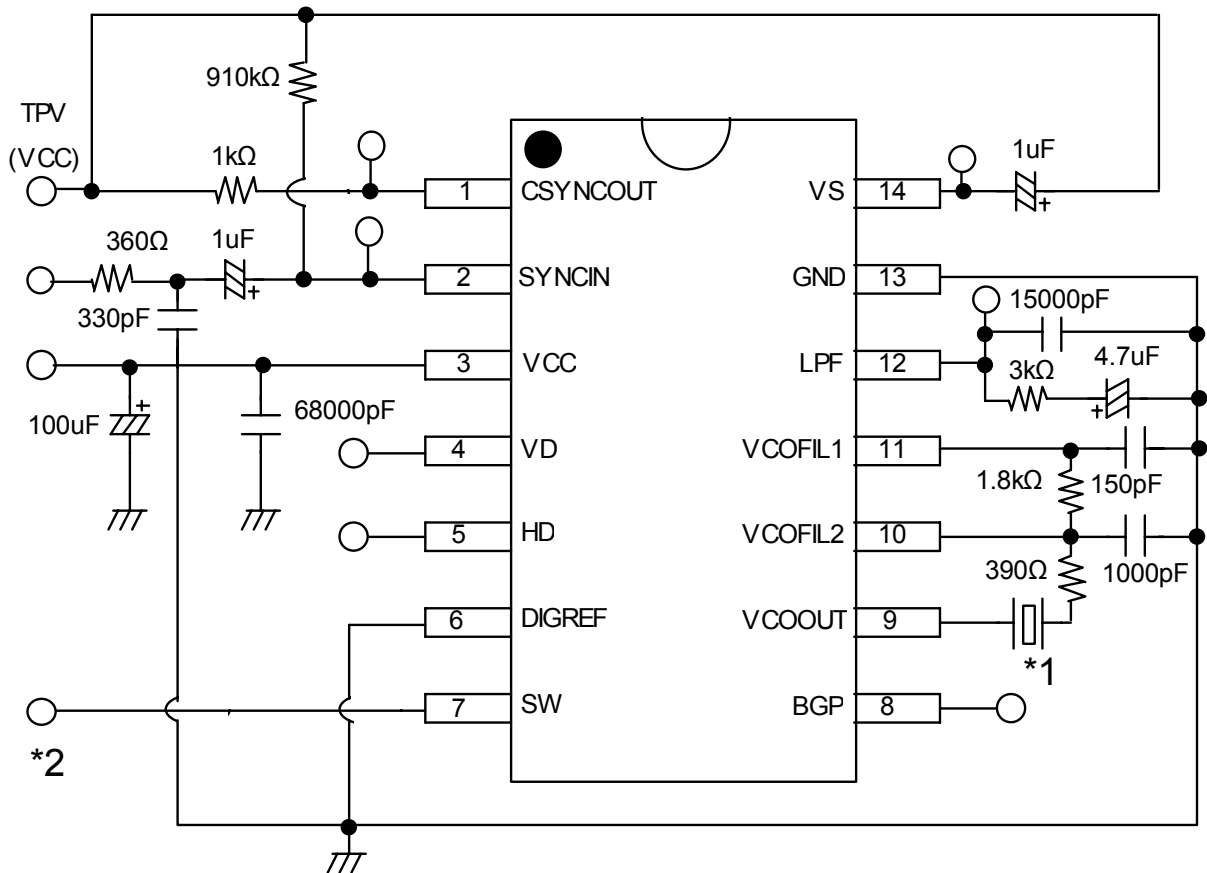 910kΩ
TPV
(VCC)
1kΩ
1uF
1 CSYNCOUT VS 14
360Ω
1uF
2 SYNCIN GND 13
330pF
15000pF
3 VCC LPF 12
4.7uF
3kΩ
100uF
68000pF
4 VD VCOFIL1 11
1.8kΩ
150pF
5 HD VCOFIL2 10
390Ω
1000pF
6 DIGREF VCOOUT 9
*1
7 SW BGP 8
*2